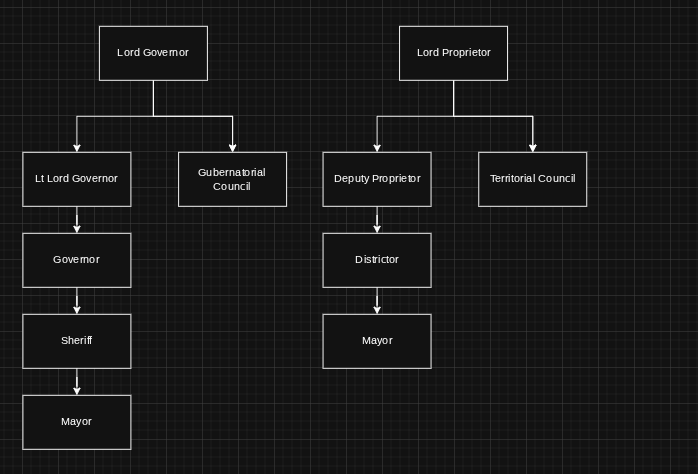 Lord Governor
Lord Proprietor
Lt Lord Governor
Gubernatorial
Council
Deputy Proprietor
Territorial Council
Governor
Districtor
Sheriff
Mayor
Mayor